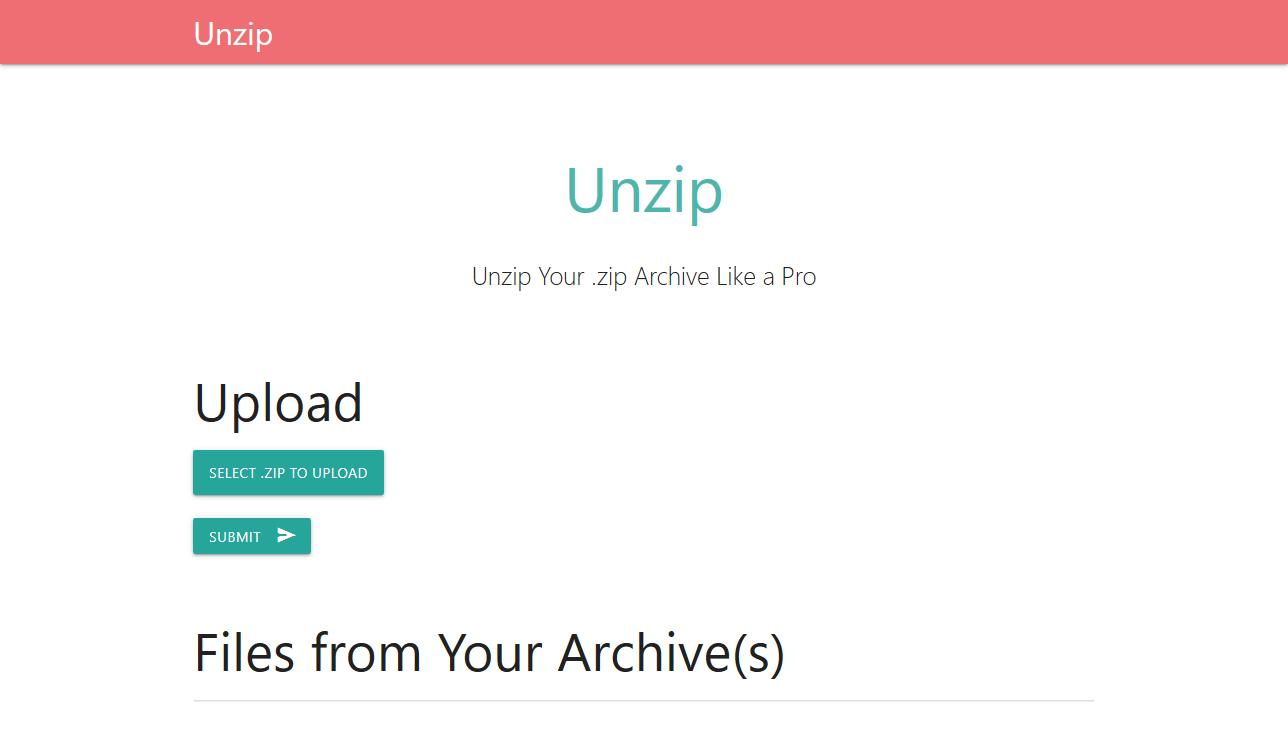 Unzip
Unzip
Unzip Your .zip Archive Like a Pro
Upload
SELECT .ZIP TO UPLOAD
SUBMIT
Files from Your Archive(s)